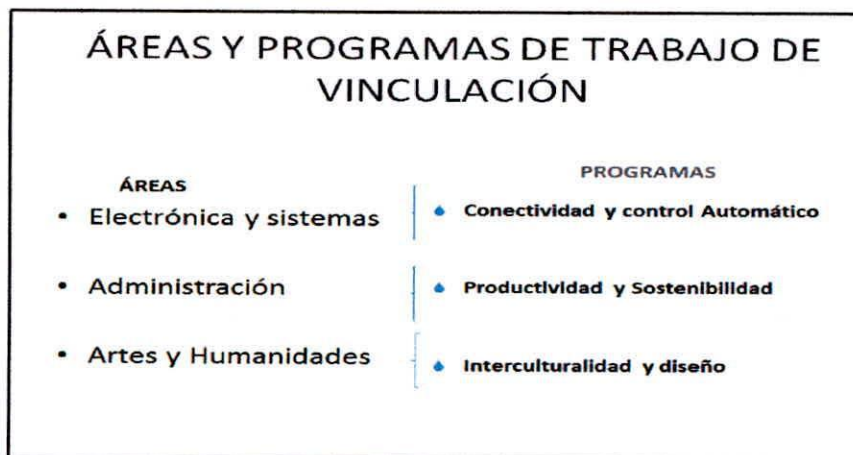 ÁREAS Y PROGRAMAS DE TRABAJO DE
VINCULACIÓN
ÁREAS
PROGRAMAS
• Electrónica y sistemas
Conectividad y control Automático
• Administración
Productividad y Sostenibilidad
• Artes y Humanidades
Interculturalidad y diseño